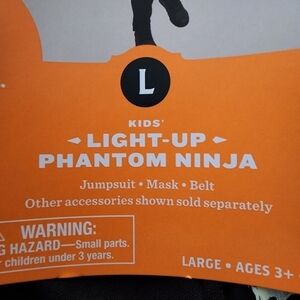 L
KIDS'
LIGHT-UP
PHANTOM NINJA
Jumpsuit • Mask • Belt
Other accessories shown sold separately
WARNING:
HAZARD—Small parts.
children under 3 years.
LARGE • AGES 3+